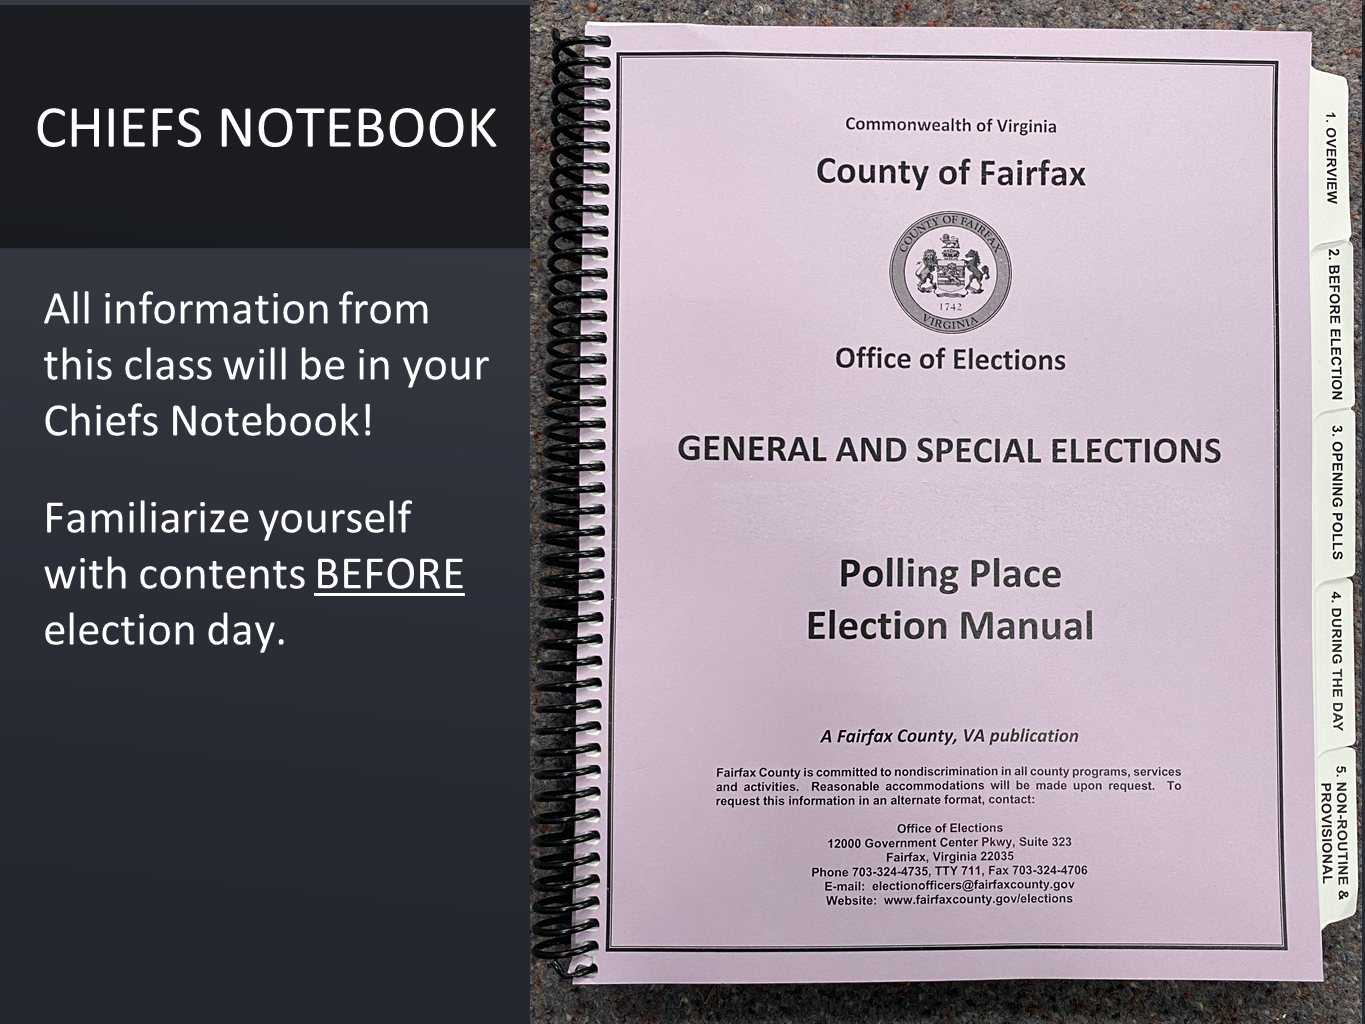 CHIEFS NOTEBOOK
All information from
this class will be in your
Chiefs Notebook!
Familiarize yourself
with contents BEFORE
election day.
Commonwealth of Virginia
County of Fairfax
COUNTY OF FAIRFAX
1742
VIRGINIA
Office of Elections
GENERAL AND SPECIAL ELECTIONS
Polling Place
Election Manual
A Fairfax County, VA publication
Fairfax County is committed to nondiscrimination in all county programs, services
and activities. Reasonable accommodations will be made upon request. To
request this information in an alternate format, contact:
Office of Elections
12000 Government Center Pkwy, Suite 323
Fairfax, Virginia 22035
Phone 703-324-4735, TTY 711, Fax 703-324-4706
E-mail: electionofficers@fairfaxcounty.gov
Website: www.fairfaxcounty.gov/elections
1. OVERVIEW
2. BEFORE ELECTION
3. OPENING POLLS
4. DURING THE DAY
5. NON-ROUTINE &
PROVISIONAL